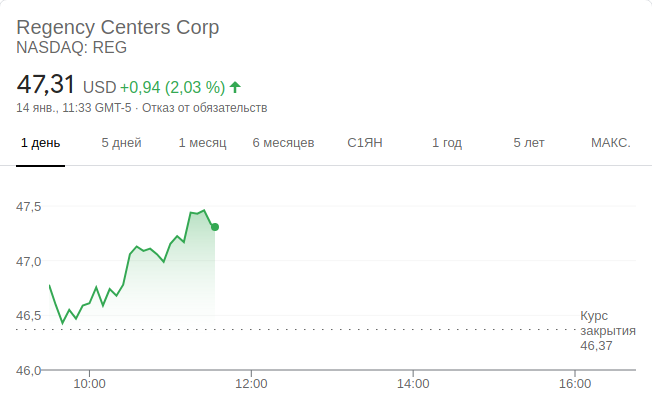 Regency Centers Corp
NASDAQ: REG
47,31 USD +0,94 (2,03 %)
14 янв., 11:33 GMT-5 · Отказ от обязательств
1 день 5 дней 1 месяц 6 месяцев С1ЯН 1 год 5 лет МАКС.
47,5
47,0
46,5
Курс
закрытия
46,37
46,0
10:00 12:00 14:00 16:00